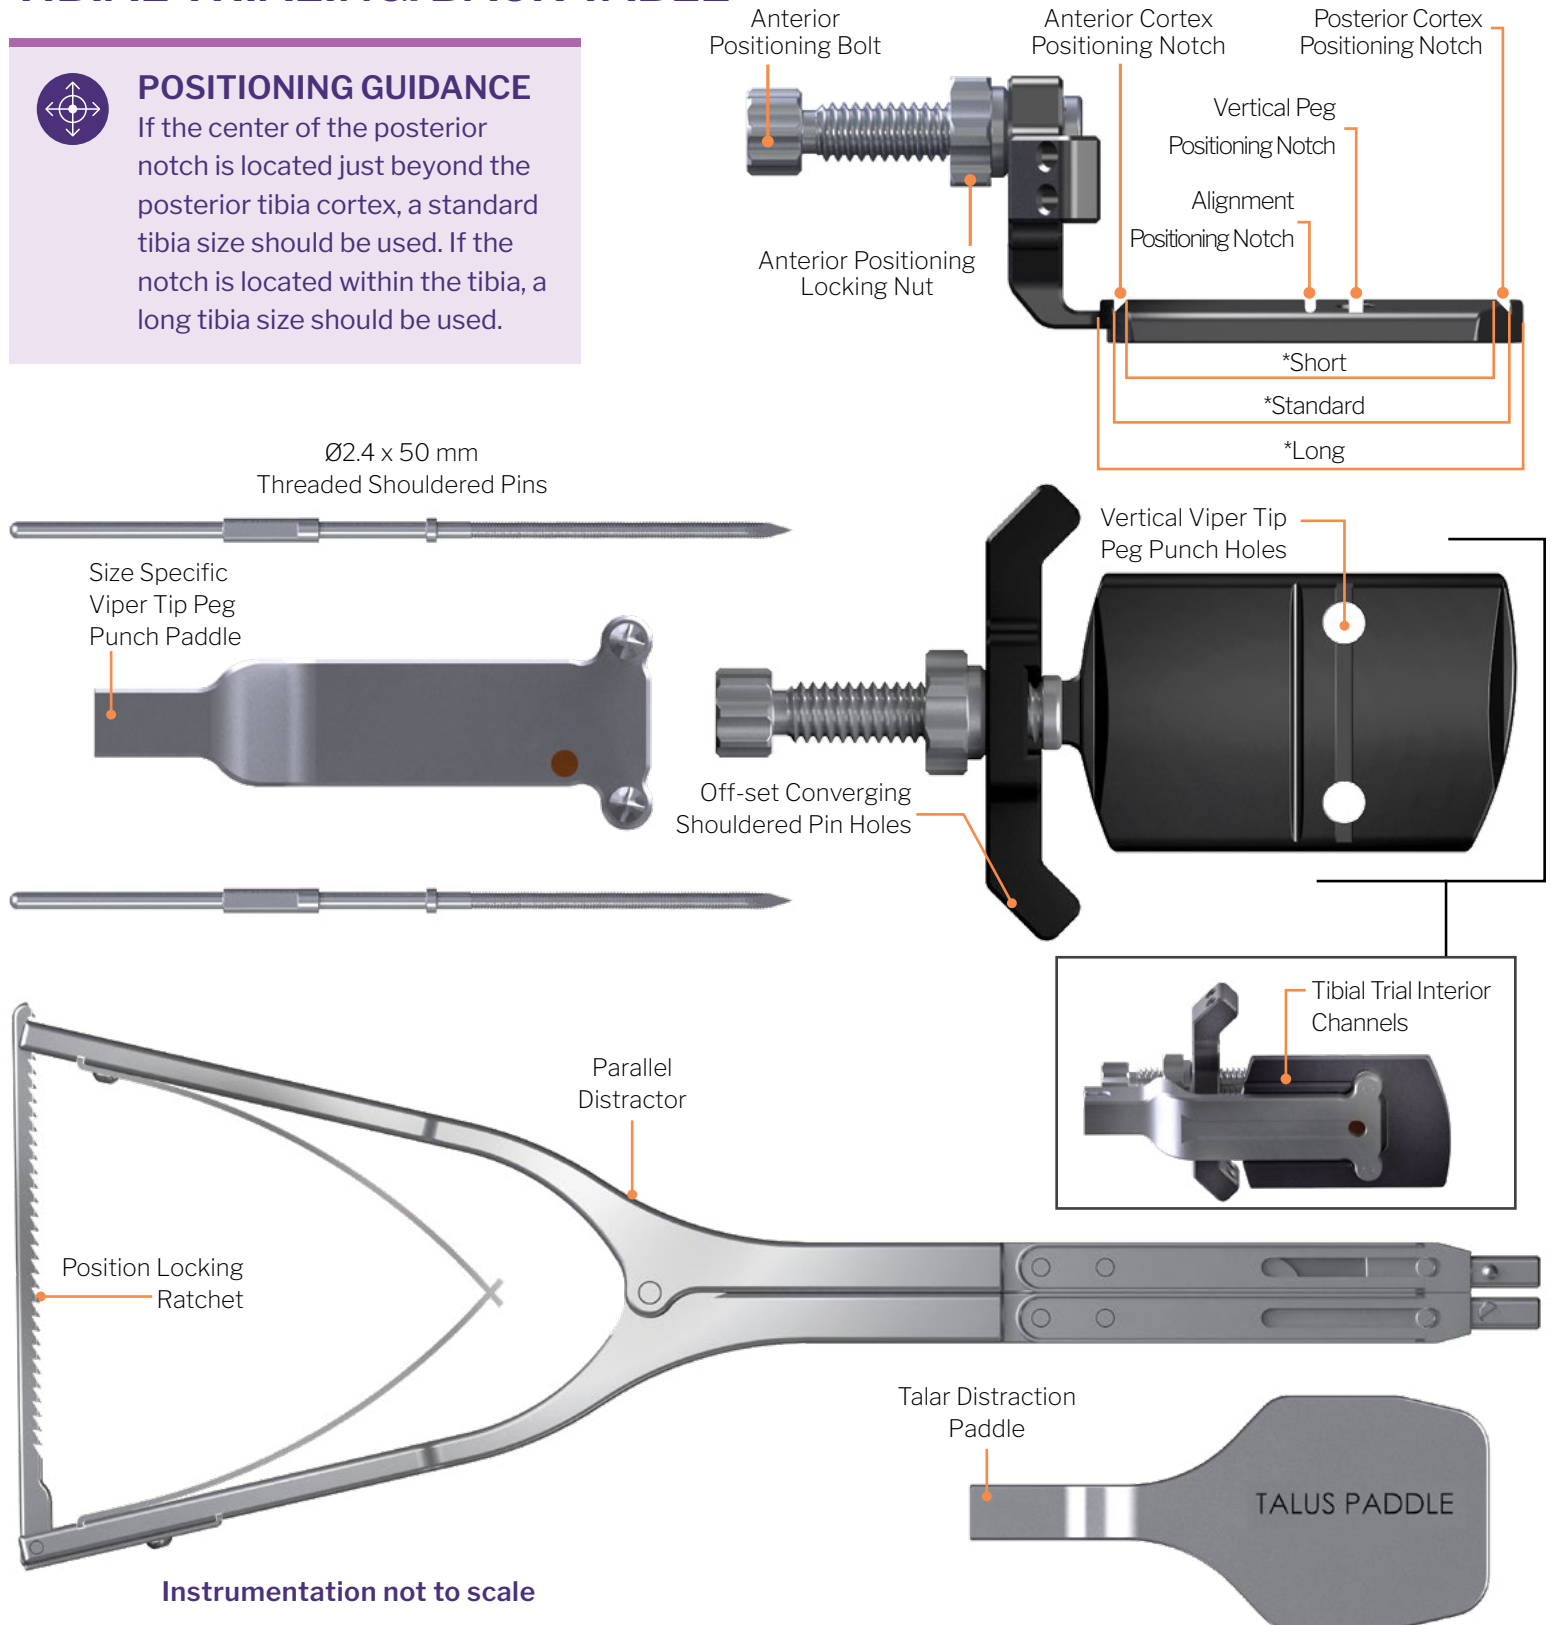 POSITIONING GUIDANCE
If the center of the posterior
notch is located just beyond the
posterior tibia cortex, a standard
tibia size should be used. If the
notch is located within the tibia, a
long tibia size should be used.
Anterior
Positioning Bolt
Anterior Cortex
Positioning Notch
Posterior Cortex
Positioning Notch
Vertical Peg
Positioning Notch
Alignment
Positioning Notch
Anterior Positioning
Locking Nut
*Short
*Standard
*Long
Ø2.4 x 50 mm
Threaded Shouldered Pins
Size Specific
Viper Tip Peg
Punch Paddle
Vertical Viper Tip
Peg Punch Holes
Off-set Converging
Shouldered Pin Holes
Tibial Trial Interior
Channels
Parallel
Distractor
Position Locking
Ratchet
Talar Distraction
Paddle
TALUS PADDLE
Instrumentation not to scale